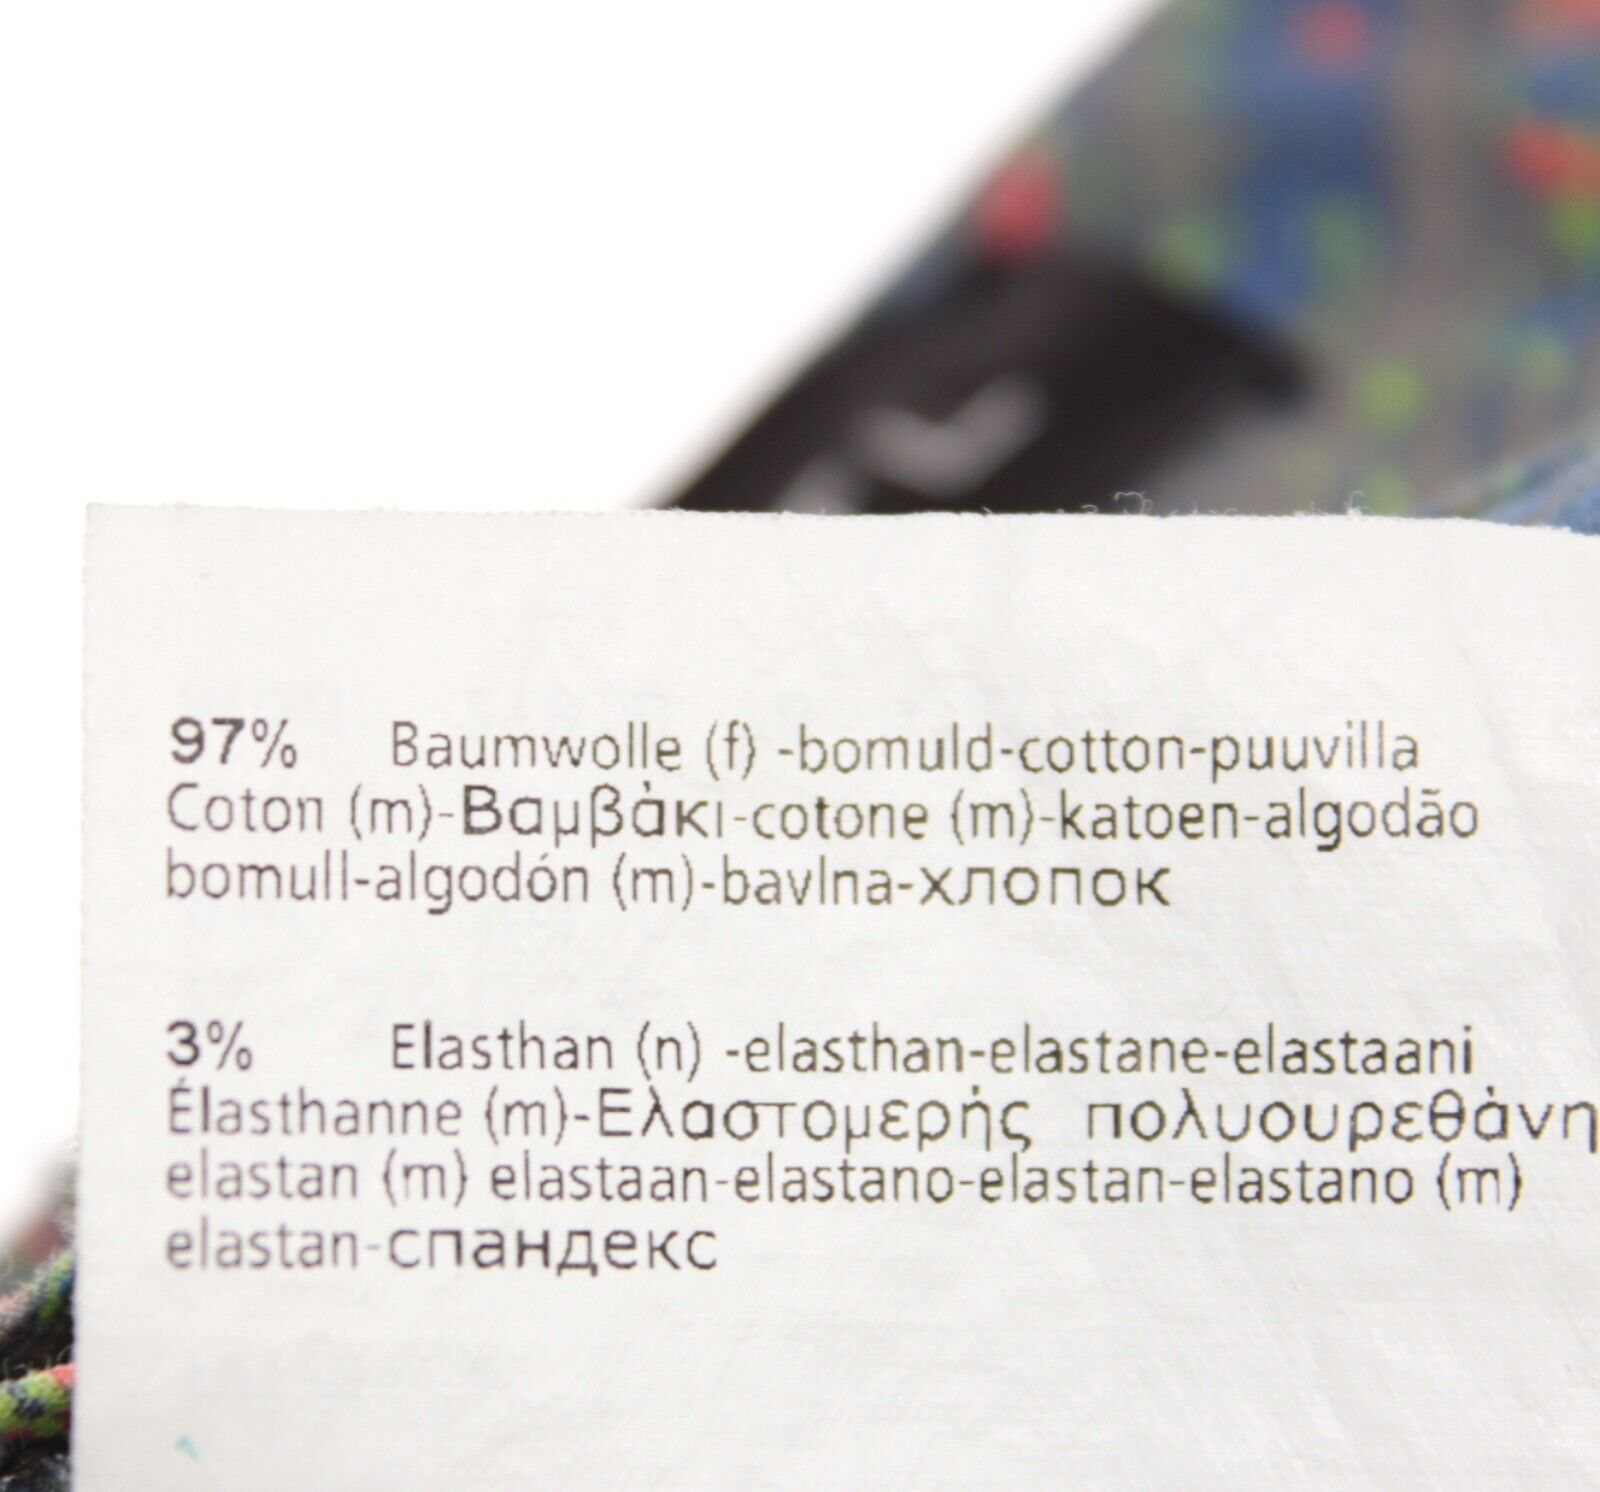 97% Baumwolle (f) -bomuld-cotton-puuvilla
Coton (m)-Βαμβάκι-cotone (m)-katoen-algodão
bomull-algodón (m)-bavlna-хлопок
3% Elasthan (n) -elasthan-elastane-elastaani
Élasthanne (m)-Ελαστομερής πολυουρεθάνη
elastan (m) elastaan-elastano-elastan-elastano (m)
elastan-спандекс